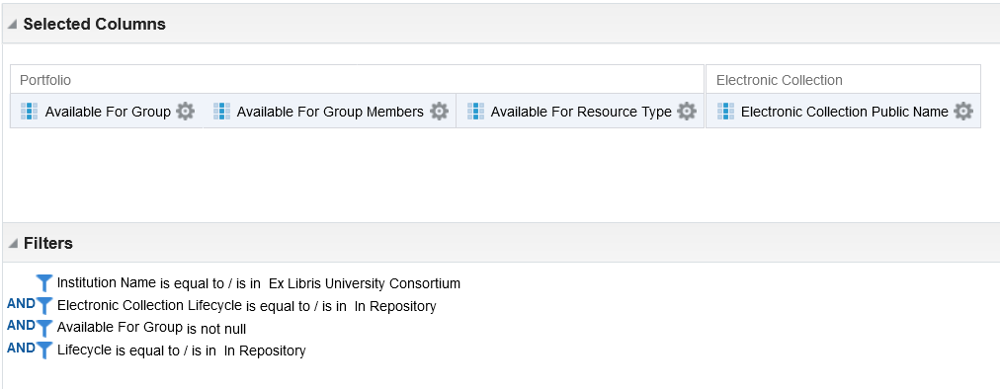 Selected Columns
Portfolio
Electronic Collection
Available For Group Available For Group Members Available For Resource Type Electronic Collection Public Name
Filters
Institution Name is equal to / is in Ex Libris University Consortium
AND Electronic Collection Lifecycle is equal to / is in In Repository
AND Available For Group is not null
AND Lifecycle is equal to / is in In Repository